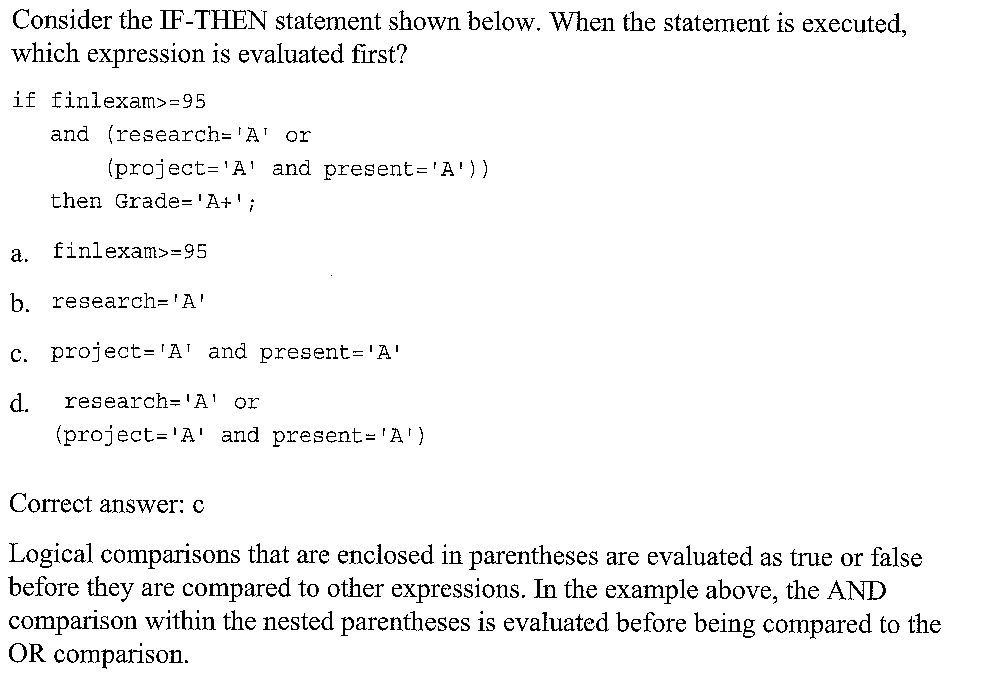 Consider the IF-THEN statement shown below. When the statement is executed,
which expression is evaluated first?
if finlexam>=95
and (research='A' or
(project='A' and present='A'))
then Grade='A+';
a. finlexam>=95
b. research='A'
c. project='A' and present='A'
d. research='A' or
(project='A' and present='A')
Correct answer: c
Logical comparisons that are enclosed in parentheses are evaluated as true or false
before they are compared to other expressions. In the example above, the AND
comparison within the nested parentheses is evaluated before being compared to the
OR comparison.